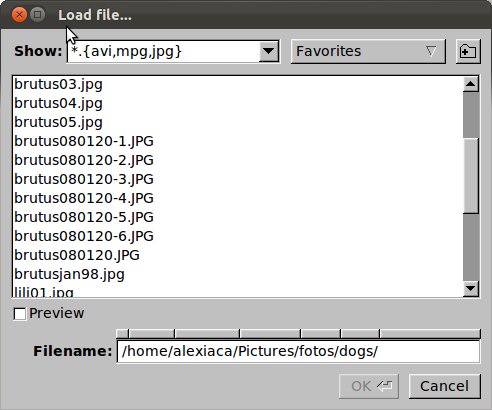 Load file...
Show: *.{avi,mpg,jpg} Favorites
brutus03.jpg
brutus04.jpg
brutus05.jpg
brutus080120-1.JPG
brutus080120-2.JPG
brutus080120-3.JPG
brutus080120-4.JPG
brutus080120-5.JPG
brutus080120-6.JPG
brutus080120.JPG
brutusjan98.jpg
lili01.jpg
Preview
Filename: /home/alexiaca/Pictures/fotos/dogs/
OK Cancel